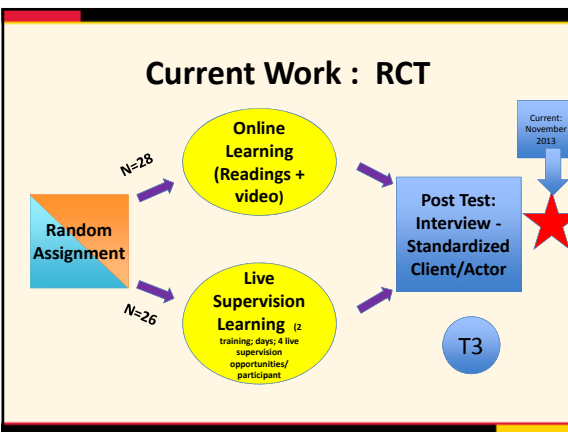 Current Work :  RCT
Current:
November
2013
N=28
Online
Learning
(Readings +
video)
Random
Assignment
Post Test:
Interview -
Standardized
Client/Actor
N=26
Live
Supervision
Learning (2
training; days; 4 live
supervision
opportunities/
participant
T3